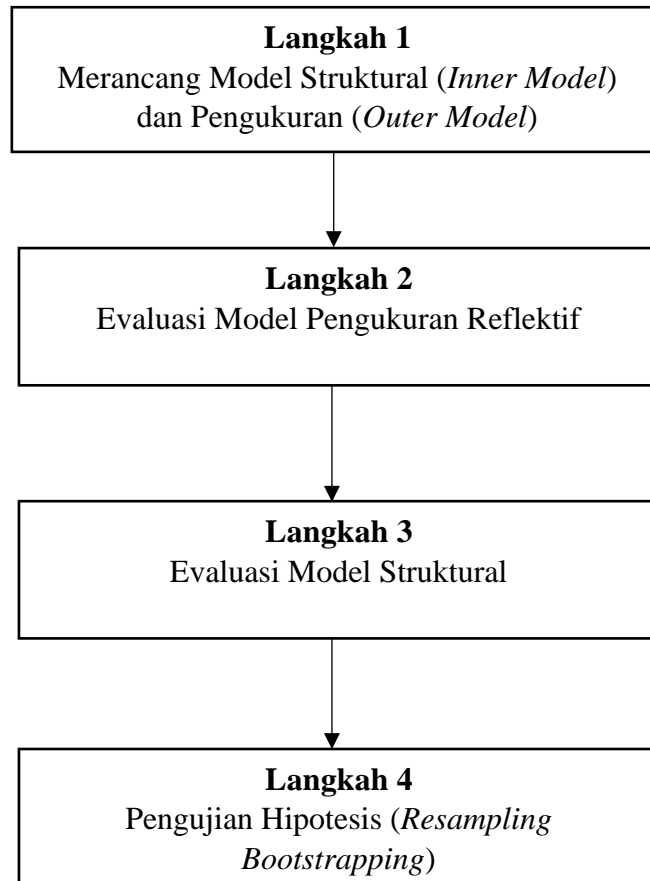 Langkah 1
Merancang Model Struktural (Inner Model)
dan Pengukuran (Outer Model)
Langkah 2
Evaluasi Model Pengukuran Reflektif
Langkah 3
Evaluasi Model Struktural
Langkah 4
Pengujian Hipotesis (Resampling
Bootstrapping)